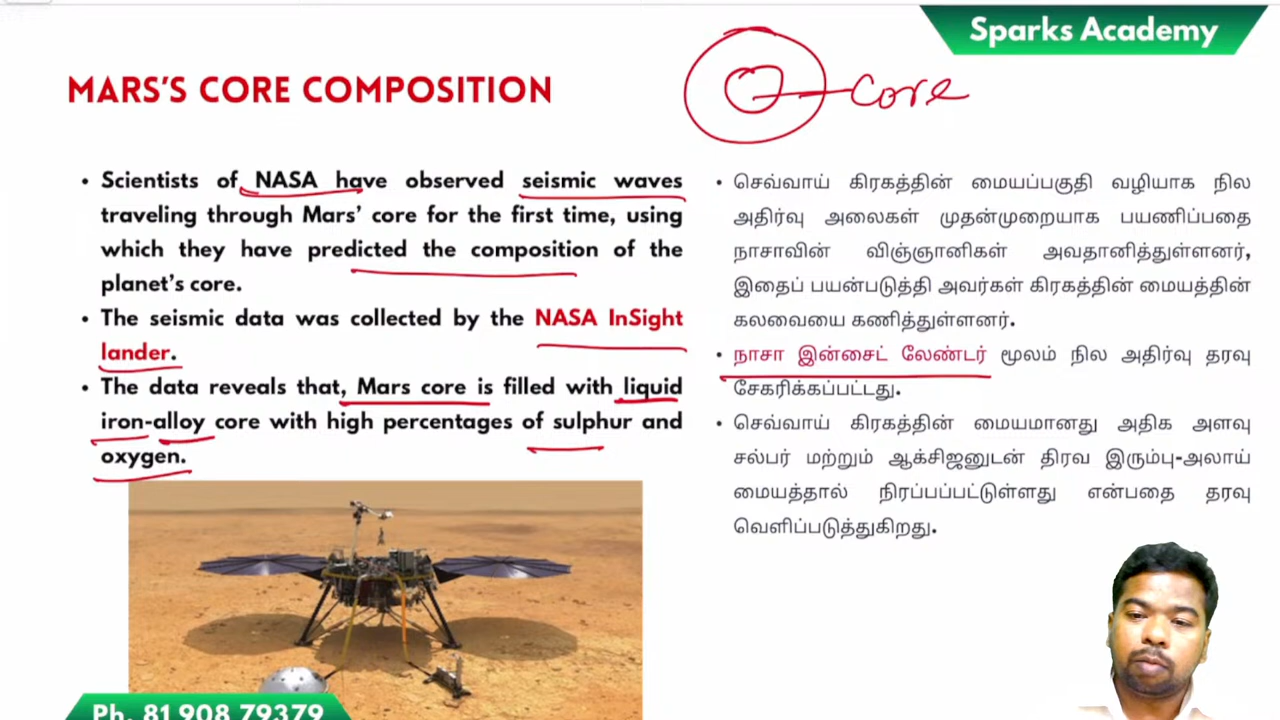 Sparks Academy
MARS'S CORE COMPOSITION
core
• Scientists of NASA have observed seismic waves
traveling through Mars' core for the first time, using
which they have predicted the composition of the
planet's core.
• The seismic data was collected by the NASA InSight
lander.
• The data reveals that, Mars core is filled with liquid
iron-alloy core with high percentages of sulphur and
oxygen.
• செவ்வாய் கிரகத்தின் மையப்பகுதி வழியாக நில
அதிர்வு அலைகள் முதன்முறையாக பயணிப்பதை
நாசாவின் விஞ்ஞானிகள் அவதானித்துள்ளனர்,
இதைப் பயன்படுத்தி அவர்கள் கிரகத்தின் மையத்தின்
கலவையை கணித்துள்ளனர்.
• நாசா இன்சைட் லேண்டர் மூலம் நில அதிர்வு தரவு
சேகரிக்கப்பட்டது.
• செவ்வாய் கிரகத்தின் மையமானது அதிக அளவு
சல்பர் மற்றும் ஆக்சிஜனுடன் திரவ இரும்பு-அலாய்
மையத்தால் நிரப்பப்பட்டுள்ளது என்பதை தரவு
வெளிப்படுத்துகிறது.
Ph. 81 908 79379